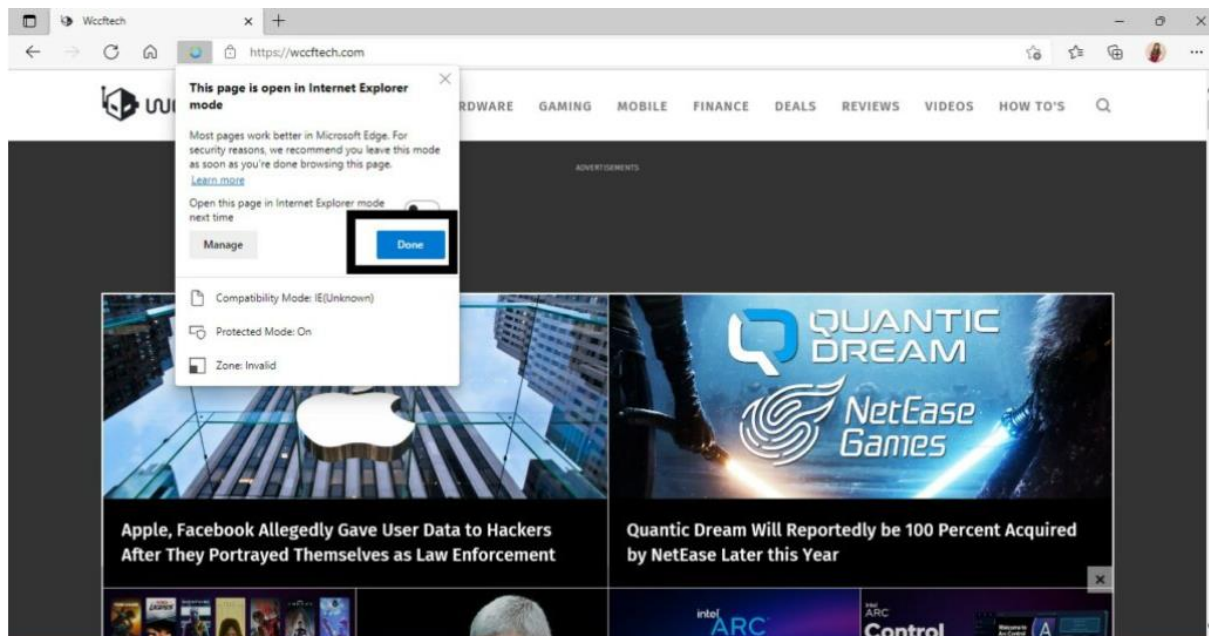 Wccftech
https://wccftech.com
This page is open in Internet Explorer
mode
Most pages work better in Microsoft Edge. For
security reasons, we recommend you leave this mode
as soon as you're done browsing this page.
Learn more
Open this page in Internet Explorer mode
next time
Manage
Done
Compatibility Mode: IE(Unknown)
Protected Mode: On
Zone: Invalid
RDWARE GAMING MOBILE FINANCE DEALS REVIEWS VIDEOS HOW TO'S
ADVERTISEMENTS
QUANTIC
DREAM
NetEase
Games
Apple, Facebook Allegedly Gave User Data to Hackers
After They Portrayed Themselves as Law Enforcement
Quantic Dream Will Reportedly be 100 Percent Acquired
by NetEase Later this Year
intel
ARC
intel
ARC
Control